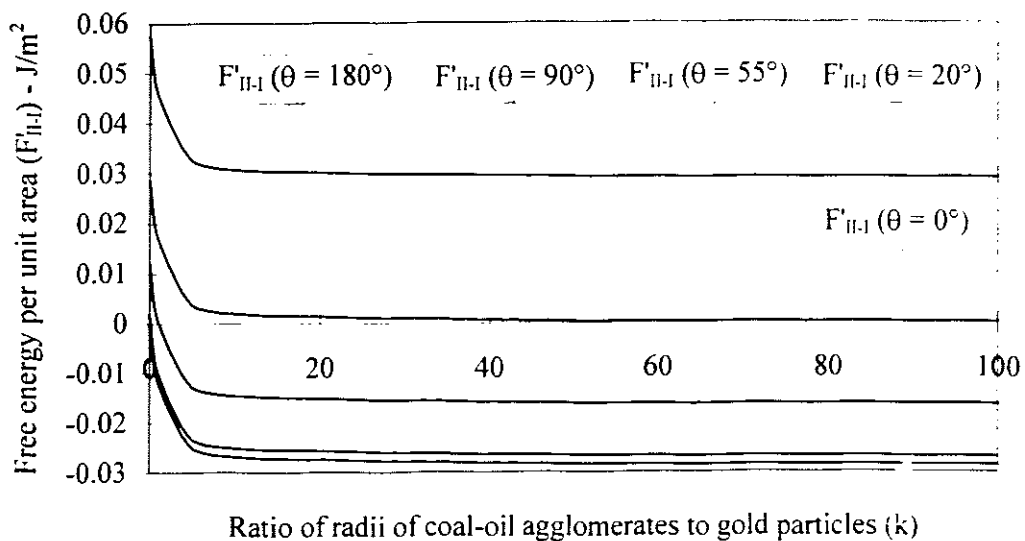 Free energy per unit area (F'II-I) - J/m²
0.06
0.05
0.04
0.03
0.02
0.01
0
-0.01
-0.02
-0.03
F'II-I (θ = 180°) F'II-I (θ = 90°) F'II-I (θ = 55°) F'II-I (θ = 20°)
F'II-I (θ = 0°)
0 20 40 60 80 100
Ratio of radii of coal-oil agglomerates to gold particles (k)